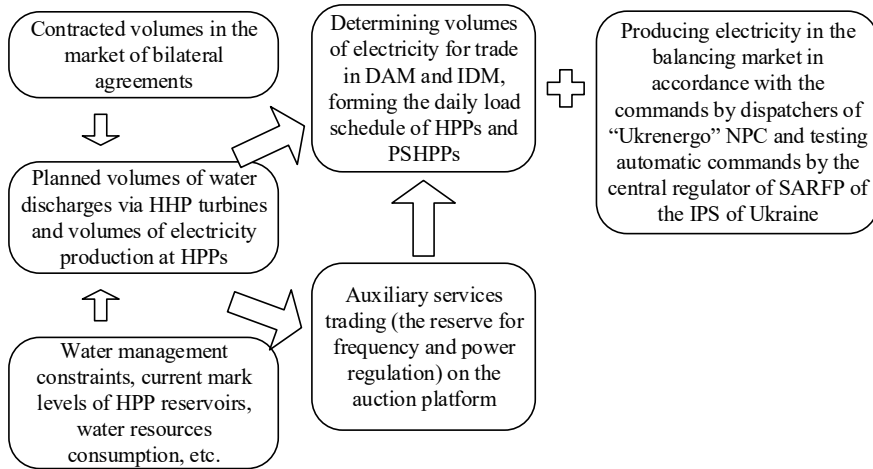 Contracted volumes in the
market of bilateral
agreements
Planned volumes of water
discharges via HHP turbines
and volumes of electricity
production at HPPs
Water management
constraints, current mark
levels of HPP reservoirs,
water resources
consumption, etc.
Determining volumes
of electricity for trade
in DAM and IDM,
forming the daily load
schedule of HPPs and
PSHPPs
Auxiliary services
trading (the reserve for
frequency and power
regulation) on the
auction platform
Producing electricity in the
balancing market in
accordance with the
commands by dispatchers of
“Ukrenergo” NPC and testing
automatic commands by the
central regulator of SARFP of
the IPS of Ukraine